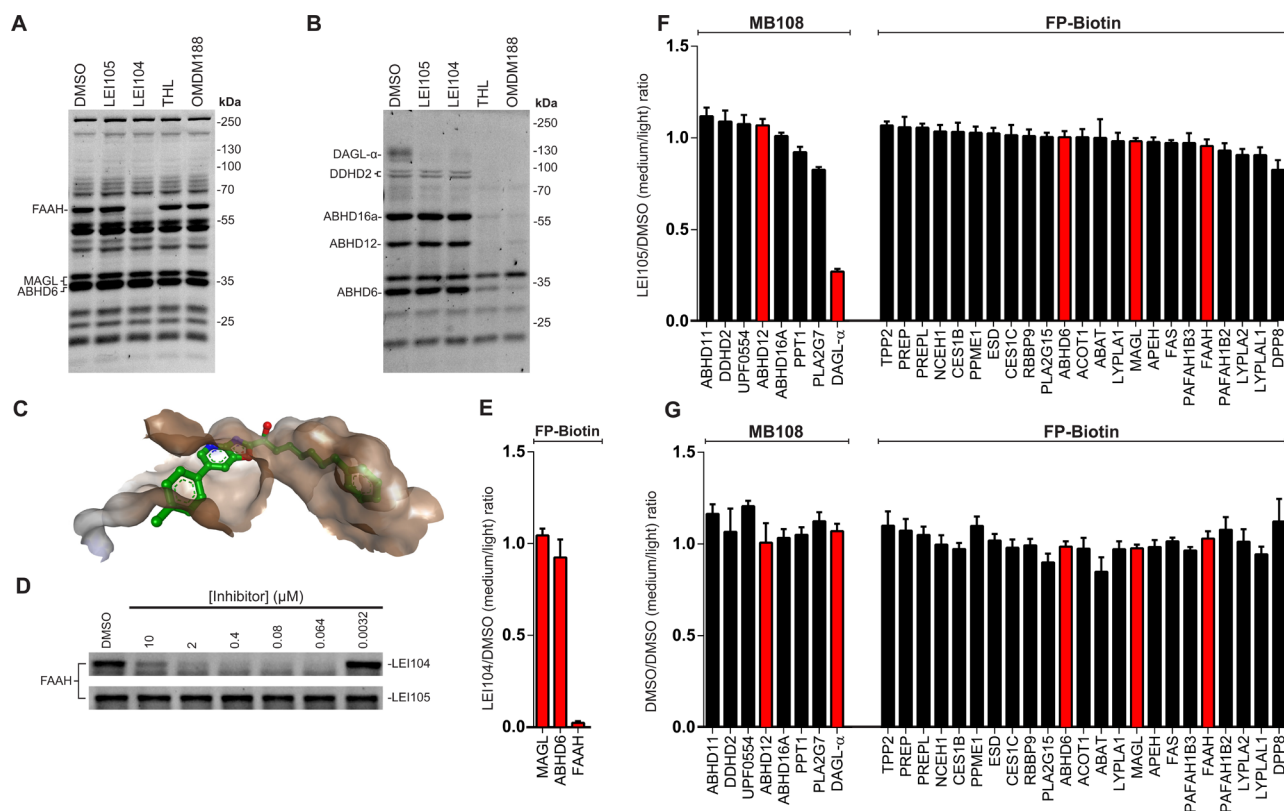 A
DMSO
LEI105
LEI104
THL
OMDM188
kDa
-250
-130
-100
-70
-55
-35
-25
FAAH-
MAGL-
ABHD6-
B
DMSO
LEI105
LEI104
THL
OMDM188
kDa
-250
-130
-100
-70
-55
-35
-25
DAGL-α-
DDHD2-
ABHD16a-
ABHD12-
ABHD6-
C
D
[Inhibitor] (µM)
DMSO
10
2
0.4
0.08
0.064
0.0032
FAAH
-LEI104
-LEI105
E
FP-Biotin
LEI104/DMSO (medium/light) ratio
1.5
1.0
0.5
0.0
MAGL
ABHD6
FAAH
F
MB108
FP-Biotin
LEI105/DMSO (medium/light) ratio
1.5
1.0
0.5
0.0
ABHD11
DDHD2
UPF0554
ABHD12
ABHD16A
PPT1
PLA2G7
DAGL-α
TPP2
PREP
PREPL
NCEH1
CES1B
PPME1
ESD
CES1C
RBBP9
PLA2G15
ABHD6
ACOT1
ABAT
LYPLA1
MAGL
APEH
FAS
PAFAH1B3
FAAH
PAFAH1B2
LYPLA2
LYPLAL1
DPP8
G
MB108
FP-Biotin
DMSO/DMSO (medium/light) ratio
1.5
1.0
0.5
0.0
ABHD11
DDHD2
UPF0554
ABHD12
ABHD16A
PPT1
PLA2G7
DAGL-α
TPP2
PREP
PREPL
NCEH1
CES1B
PPME1
ESD
CES1C
RBBP9
PLA2G15
ABHD6
ACOT1
ABAT
LYPLA1
MAGL
APEH
FAS
PAFAH1B3
FAAH
PAFAH1B2
LYPLA2
LYPLAL1
DPP8